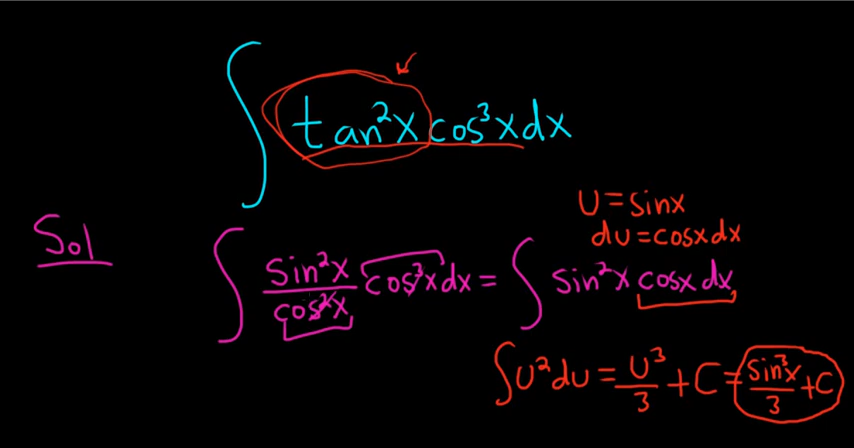 ∫ tan²x cos³x dx
u = sinx
du = cosx dx
Sol
∫ sin²x/cos²x cos³x dx = ∫ sin²x cosx dx
∫u² du = u³/3 + C = sin³x/3 + C